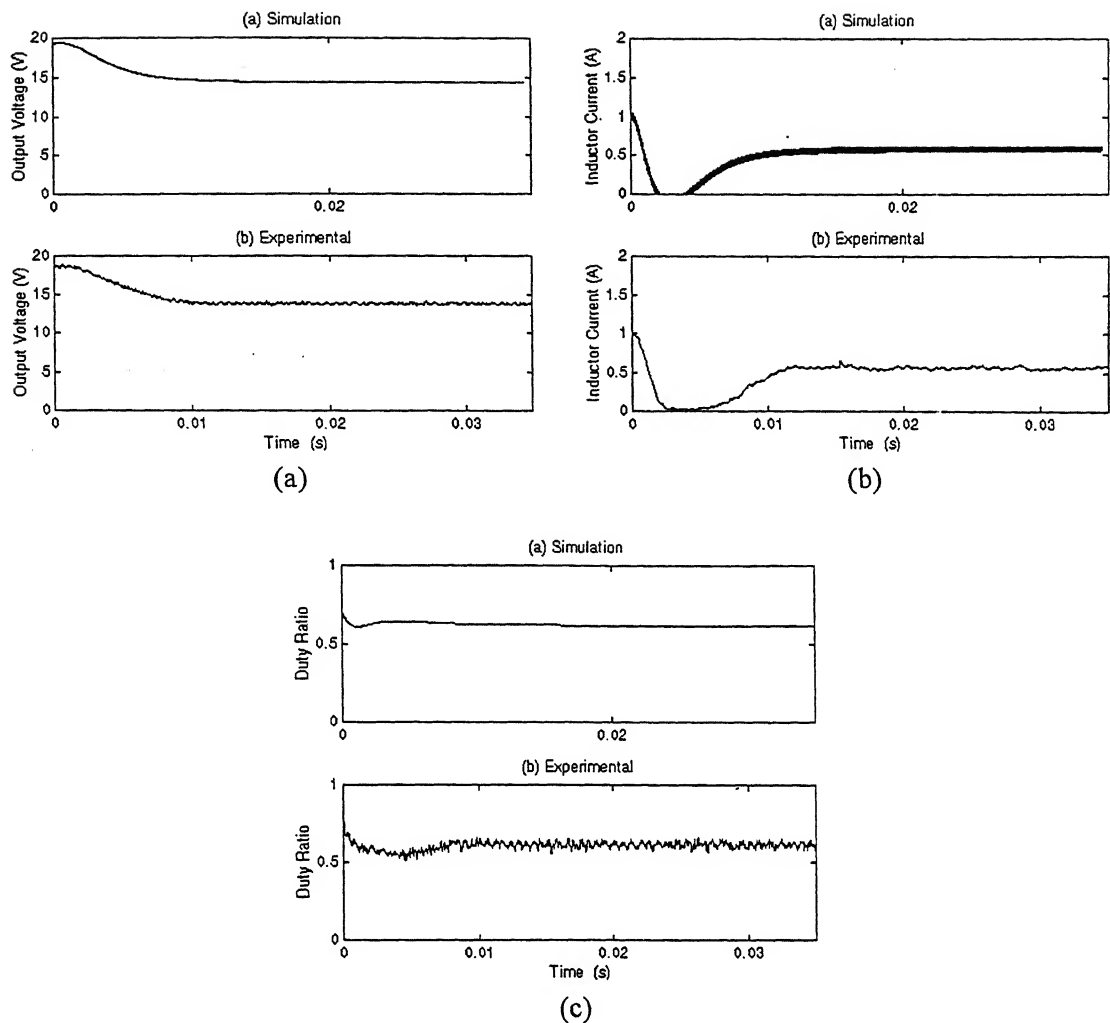 (a) Simulation
Output Voltage (V)
20
15
10
5
0
0
0.02
(b) Experimental
Output Voltage (V)
20
15
10
5
0
0
0.01
0.02
0.03
Time (s)
(a)
(a) Simulation
Inductor Current (A)
2
1.5
1
0.5
0
0
0.02
(b) Experimental
Inductor Current (A)
2
1.5
1
0.5
0
0
0.01
0.02
0.03
Time (s)
(b)
(a) Simulation
Duty Ratio
1
0.5
0
0
0.02
(b) Experimental
Duty Ratio
1
0.5
0
0
0.01
0.02
0.03
Time (s)
(c)